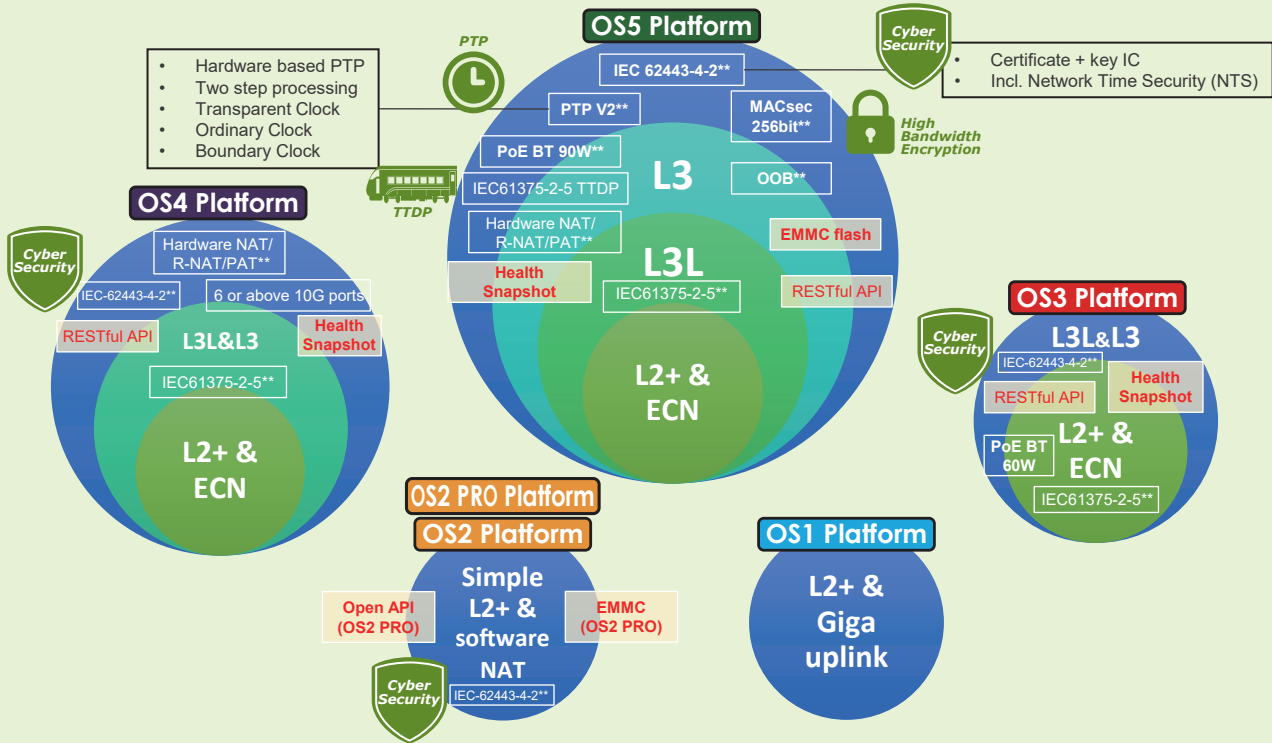 OS5 Platform
Cyber
Security
• Certificate + key IC
• Incl. Network Time Security (NTS)
IEC 62443-4-2**
PTP
• Hardware based PTP
• Two step processing
• Transparent Clock
• Ordinary Clock
• Boundary Clock
PTP V2**
MACsec
256bit**
High
Bandwidth
Encryption
PoE BT 90W**
L3
OOB**
IEC61375-2-5 TTDP
TTDP
Hardware NAT/
R-NAT/PAT**
EMMC flash
L3L
Health
Snapshot
IEC61375-2-5**
RESTful API
L2+ &
ECN
OS4 Platform
Cyber
Security
Hardware NAT/
R-NAT/PAT**
IEC-62443-4-2**
6 or above 10G ports
RESTful API
L3L&L3
Health
Snapshot
IEC61375-2-5**
L2+ &
ECN
OS3 Platform
Cyber
Security
L3L&L3
IEC-62443-4-2**
RESTful API
Health
Snapshot
PoE BT
60W
L2+ &
ECN
IEC61375-2-5**
OS2 PRO Platform
OS2 Platform
Simple
L2+ &
software
NAT
Open API
(OS2 PRO)
EMMC
(OS2 PRO)
Cyber
Security
IEC-62443-4-2**
OS1 Platform
L2+ &
Giga
uplink